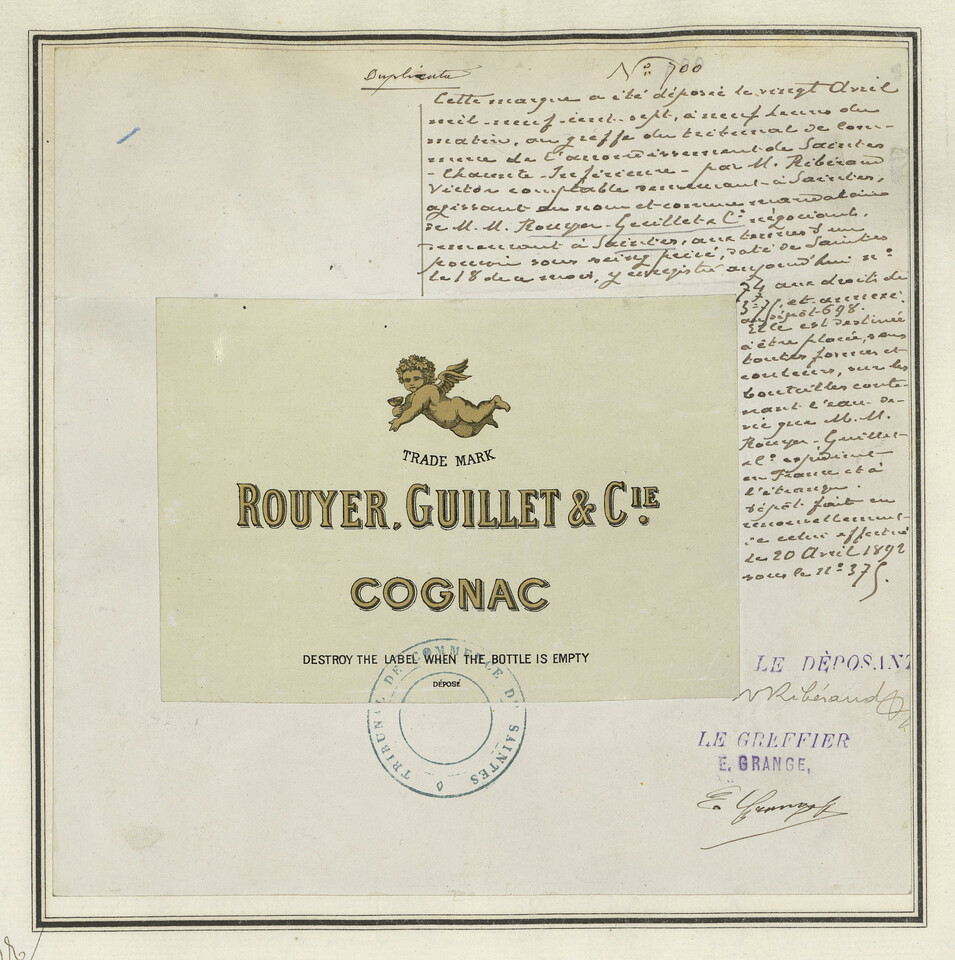 Duplicata
N° 700
Cette marque a été déposée le vingt Avril
mil-neuf-cent-sept, à neuf heures du
matin, au greffe du tribunal de Com-
merce de l'arrondissement de Saintes
- Charente-Inférieure - par M. Ribéraud
Victor comptable demeurant à Saintes,
agissant au nom et comme mandataire
de M.M. Rouyer-Guillet & Cie négociants,
demeurant à Saintes, aux termes d'un
pouvoir sous seing privé, daté de Saintes
le 18 de ce mois, y enregistré aujourd'hui n°
74 aux droits de
3f 75, et annexé
au dépôt 698.
Elle est destinée
à être placée, sous
toutes formes et
couleurs, sur les
bouteilles conte-
nant l'eau-de-
vie que M.M.
Rouyer-Guillet
& Cie expédient
en France et à
l'étranger.
Dépôt fait en
renouvellement
de celui effectué
le 20 Avril 1892
sous le n° 375.
TRADE MARK
ROUYER, GUILLET & CIE.
COGNAC
DESTROY THE LABEL WHEN THE BOTTLE IS EMPTY
DÉPOSÉ
TRIBUNAL DE COMMERCE DE SAINTES
LE DÈPOSANT
V Ribéraud
LE GREFFIER
E. GRANGE,
E. Grange